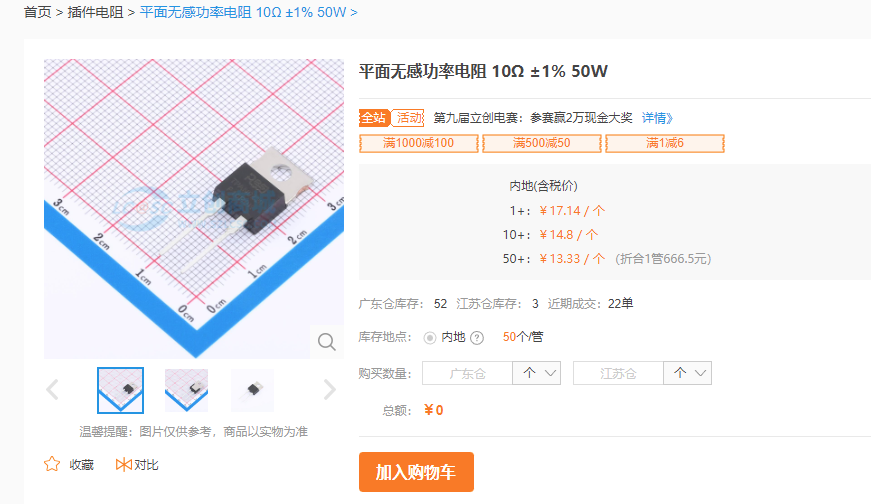 首页 > 插件电阻 > 平面无感功率电阻 10Ω ±1% 50W >
平面无感功率电阻 10Ω ±1% 50W
全站 活动 第九届立创电赛：参赛赢2万现金大奖 详情》
满1000减100 满500减50 满1减6
内地(含税价)
1+： ￥17.14 / 个
10+： ￥14.8 / 个
50+： ￥13.33 / 个 (折合1管666.5元)
广东仓库存： 52 江苏仓库存： 3 近期成交： 22单
库存地点： 内地 ? 50个/管
购买数量： 广东仓 个 江苏仓 个
总额： ￥0
加入购物车
3cm
2cm
1cm
0cm
0cm
1cm
2cm
3c
温馨提醒：图片仅供参考，商品以实物为准
收藏 对比